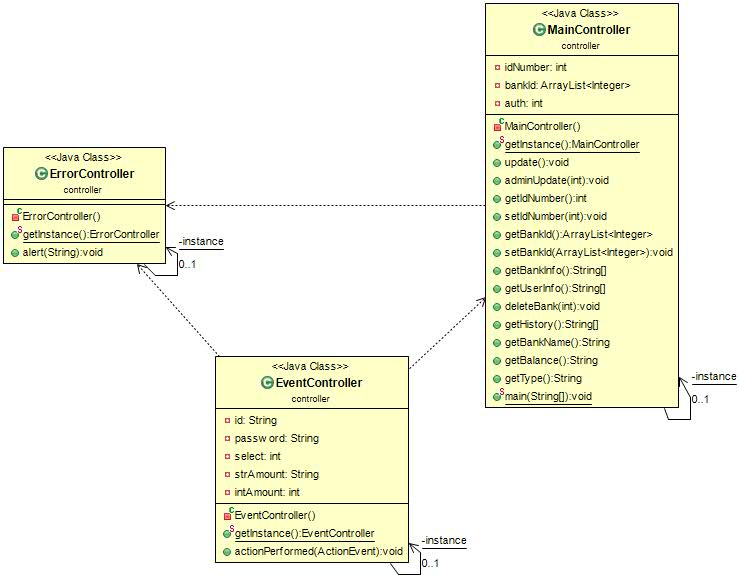 <<Java Class>>
MainController
controller
idNumber: int
bankId: ArrayList<Integer>
auth: int
MainController()
getInstance():MainController
update():void
adminUpdate(int):void
getIdNumber():int
setIdNumber(int):void
getBankId():ArrayList<Integer>
setBankId(ArrayList<Integer>):void
getBankInfo():String[]
getUserInfo():String[]
deleteBank(int):void
getHistory():String[]
getBankName():String
getBalance():String
getType():String
main(String[]):void
-instance
0..1
<<Java Class>>
ErrorController
controller
ErrorController()
getInstance():ErrorController
alert(String):void
-instance
0..1
<<Java Class>>
EventController
controller
id: String
password: String
select: int
strAmount: String
intAmount: int
EventController()
getInstance():EventController
actionPerformed(ActionEvent):void
-instance
0..1